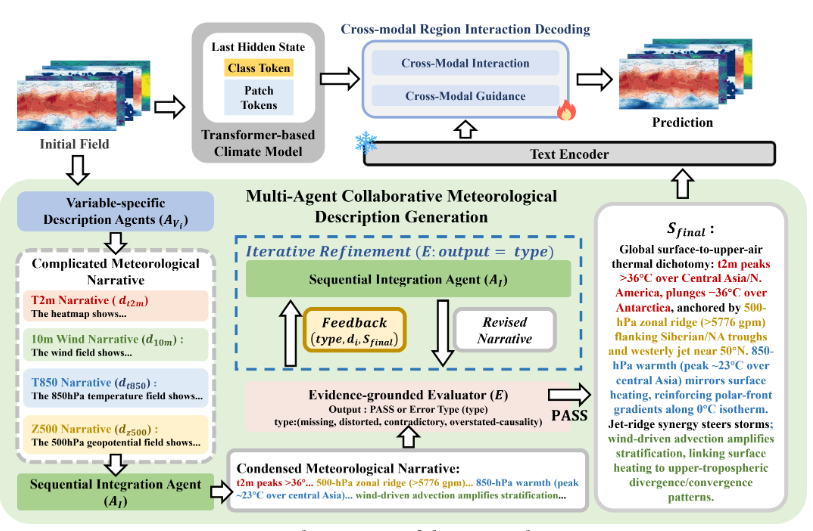 Cross-modal Region Interaction Decoding
Last Hidden State
Class Token
Patch
Tokens
Transformer-based
Climate Model
Cross-Modal Interaction
Cross-Modal Guidance
Initial Field
Prediction
Text Encoder
Variable-specific
Description Agents (A_{V_i})
Multi-Agent Collaborative Meteorological
Description Generation
Complicated Meteorological
Narrative
T2m Narrative ( d_{t2m})
The heatmap shows...
10m Wind Narrative (d_{10m}) :
The wind field shows...
T850 Narrative (d_{t850}) :
The 850hPa temperature field shows...
Z500 Narrative (d_{z500}) :
The 500hPa geopotential field shows...
Sequential Integration Agent
(A_I)
Iterative Refinement (E: output = type)
Sequential Integration Agent (A_I)
Feedback
(type, d_i, S_{final})
Revised
Narrative
Evidence-grounded Evaluator (E)
Output : PASS or Error Type (type)
type:(missing, distorted, contradictory, overstated-causality)
PASS
Condensed Meteorological Narrative:
t2m peaks >36°... 500-hPa zonal ridge (>5776 gpm)... 850-hPa warmth (peak
~23°C over central Asia)... wind-driven advection amplifies stratification...
S_{final} :
Global surface-to-upper-air
thermal dichotomy: t2m peaks
>36°C over Central Asia/N.
America, plunges −36°C over
Antarctica, anchored by 500-
hPa zonal ridge (>5776 gpm)
flanking Siberian/NA troughs
and westerly jet near 50°N. 850-
hPa warmth (peak ~23°C over
central Asia) mirrors surface
heating, reinforcing polar-front
gradients along 0°C isotherm.
Jet-ridge synergy steers storms;
wind-driven advection amplifies
stratification, linking surface
heating to upper-tropospheric
divergence/convergence
patterns.